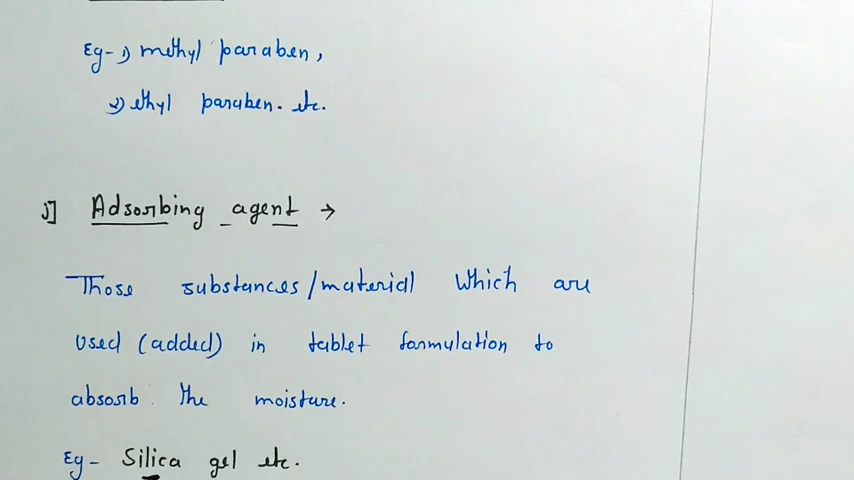 Eg- 1) methyl paraben,
2) ethyl paraben. etc.
j] Adsorbing agent →
Those substances/material which are
used (added) in tablet formulation to
absorb the moisture.
Eg- Silica gel etc.